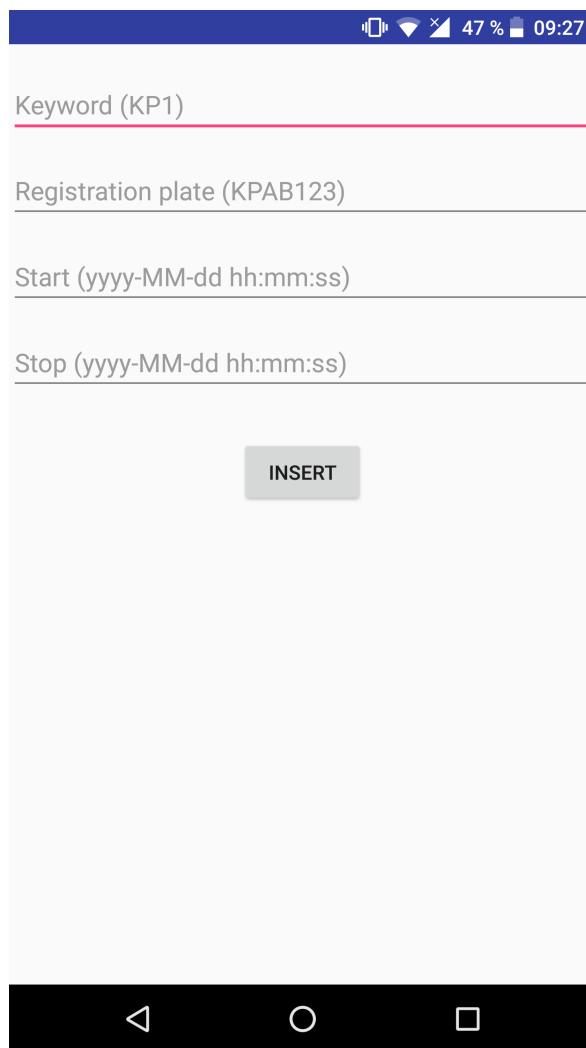 47 % 09:27
Keyword (KP1)
Registration plate (KPAB123)
Start (yyyy-MM-dd hh:mm:ss)
Stop (yyyy-MM-dd hh:mm:ss)
INSERT